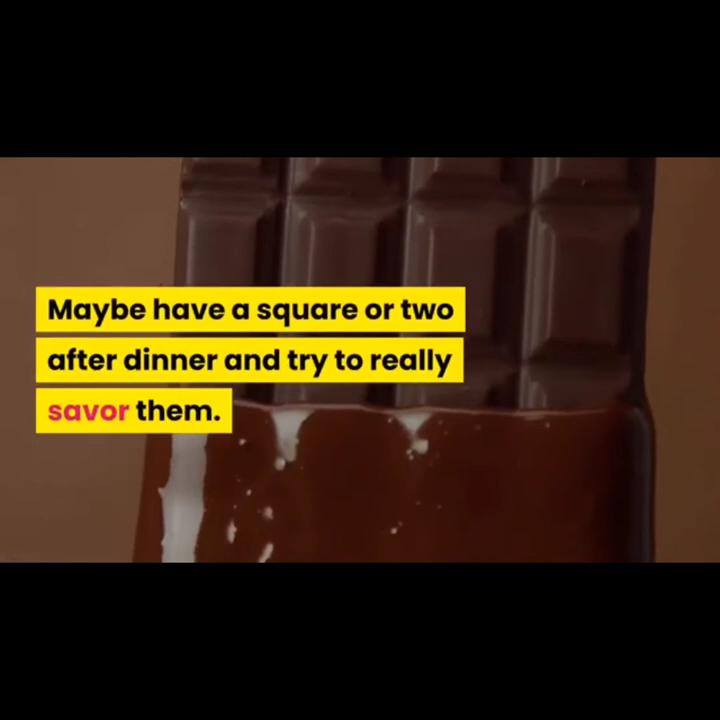 Maybe have a square or two
after dinner and try to really
savor them.